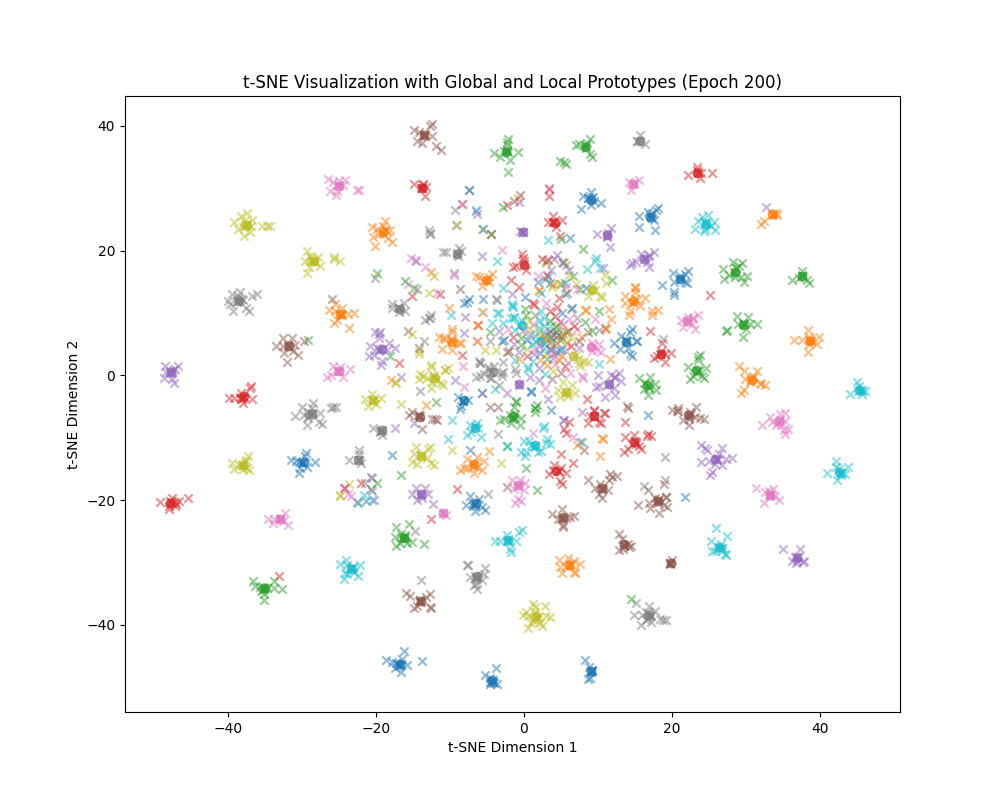 t-SNE Visualization with Global and Local Prototypes (Epoch 200)
40
20
0
−20
−40
t-SNE Dimension 2
−40 −20 0 20 40
t-SNE Dimension 1